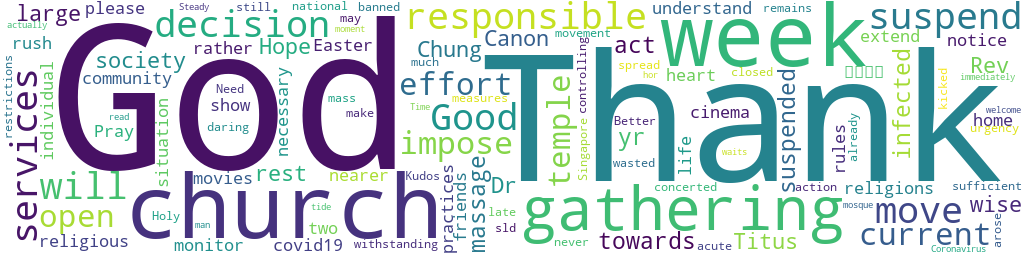 large
please
Steady
still
national
banned
actually
moment
may
rush
decision
rather
Hope
Easter
responsible
understand
remains
suspend
Chung
Canon
movement
act
week
extend
notice
society
community
restrictions
services
individual
God
much
effort
spread
hor
heart
closed
Rev
immediately
Need
show
mass
necessary
measures
Time
Good
temple
Singapore
controlling
Thank
infected
kicked
home
welcome
urgency
read
Pray
daring
make
situation
impose
Better
yr
cinema
rules
already
life
wasted
waits
suspended
will
movies
rest
nearer
Kudos
massage
practices
friends
Dr
concerted
action
religions
sufficient
open
church
Holy
man
tide
two
late
sld
gathering
mosque
move
wise
religious
monitor
covid19
withstanding
never
towards
acute
Titus
current
Coronavirus
arose